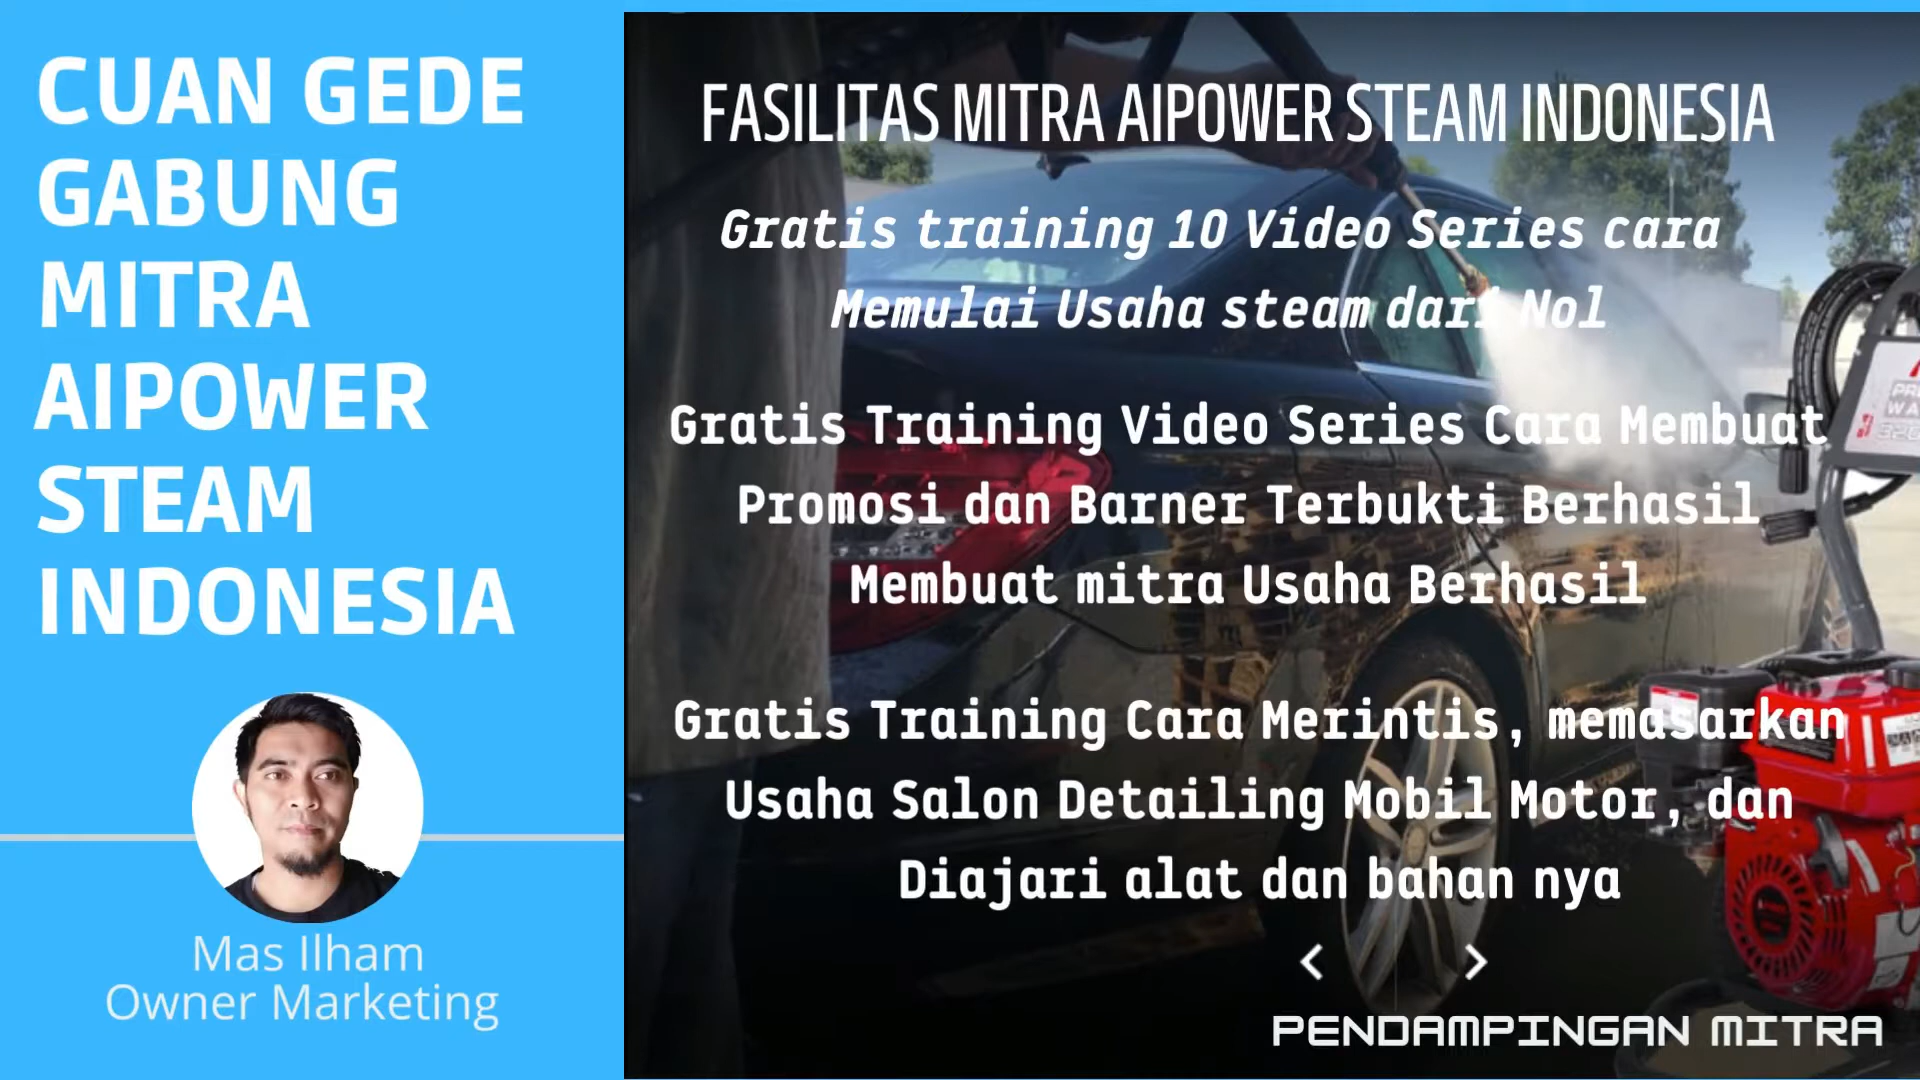 CUAN GEDE
GABUNG
MITRA
AIPOWER
STEAM
INDONESIA
Mas Ilham
Owner Marketing
FASILITAS MITRA AIPOWER STEAM INDONESIA
Gratis training 10 Video Series cara
Memulai Usaha steam dari Nol
Gratis Training Video Series Cara Membuat
Promosi dan Barner Terbukti Berhasil
Membuat mitra Usaha Berhasil
Gratis Training Cara Merintis, memasarkan
Usaha Salon Detailing Mobil Motor, dan
Diajari alat dan bahan nya
PENDAMPINGAN MITRA